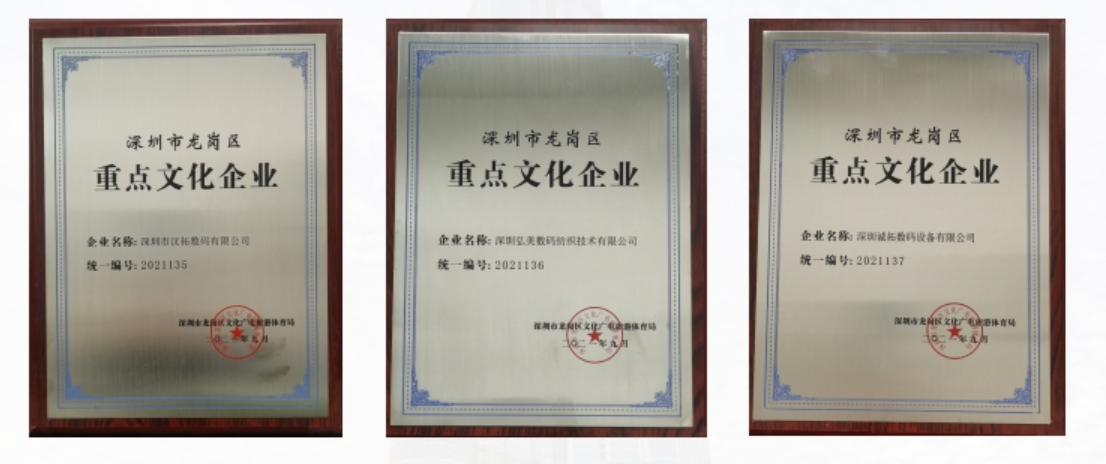 深圳市龙岗区
重点文化企业
企业名称:深圳市汉拓数码有限公司
统一编号:2021135
深圳市龙岗区文化广电旅游体育局
二〇二一年九月
深圳市龙岗区
重点文化企业
企业名称:深圳弘美数码纺织技术有限公司
统一编号:2021136
深圳市龙岗区文化广电旅游体育局
二〇二一年九月
深圳市龙岗区
重点文化企业
企业名称:深圳诚拓数码设备有限公司
统一编号:2021137
深圳市龙岗区文化广电旅游体育局
二〇二一年九月